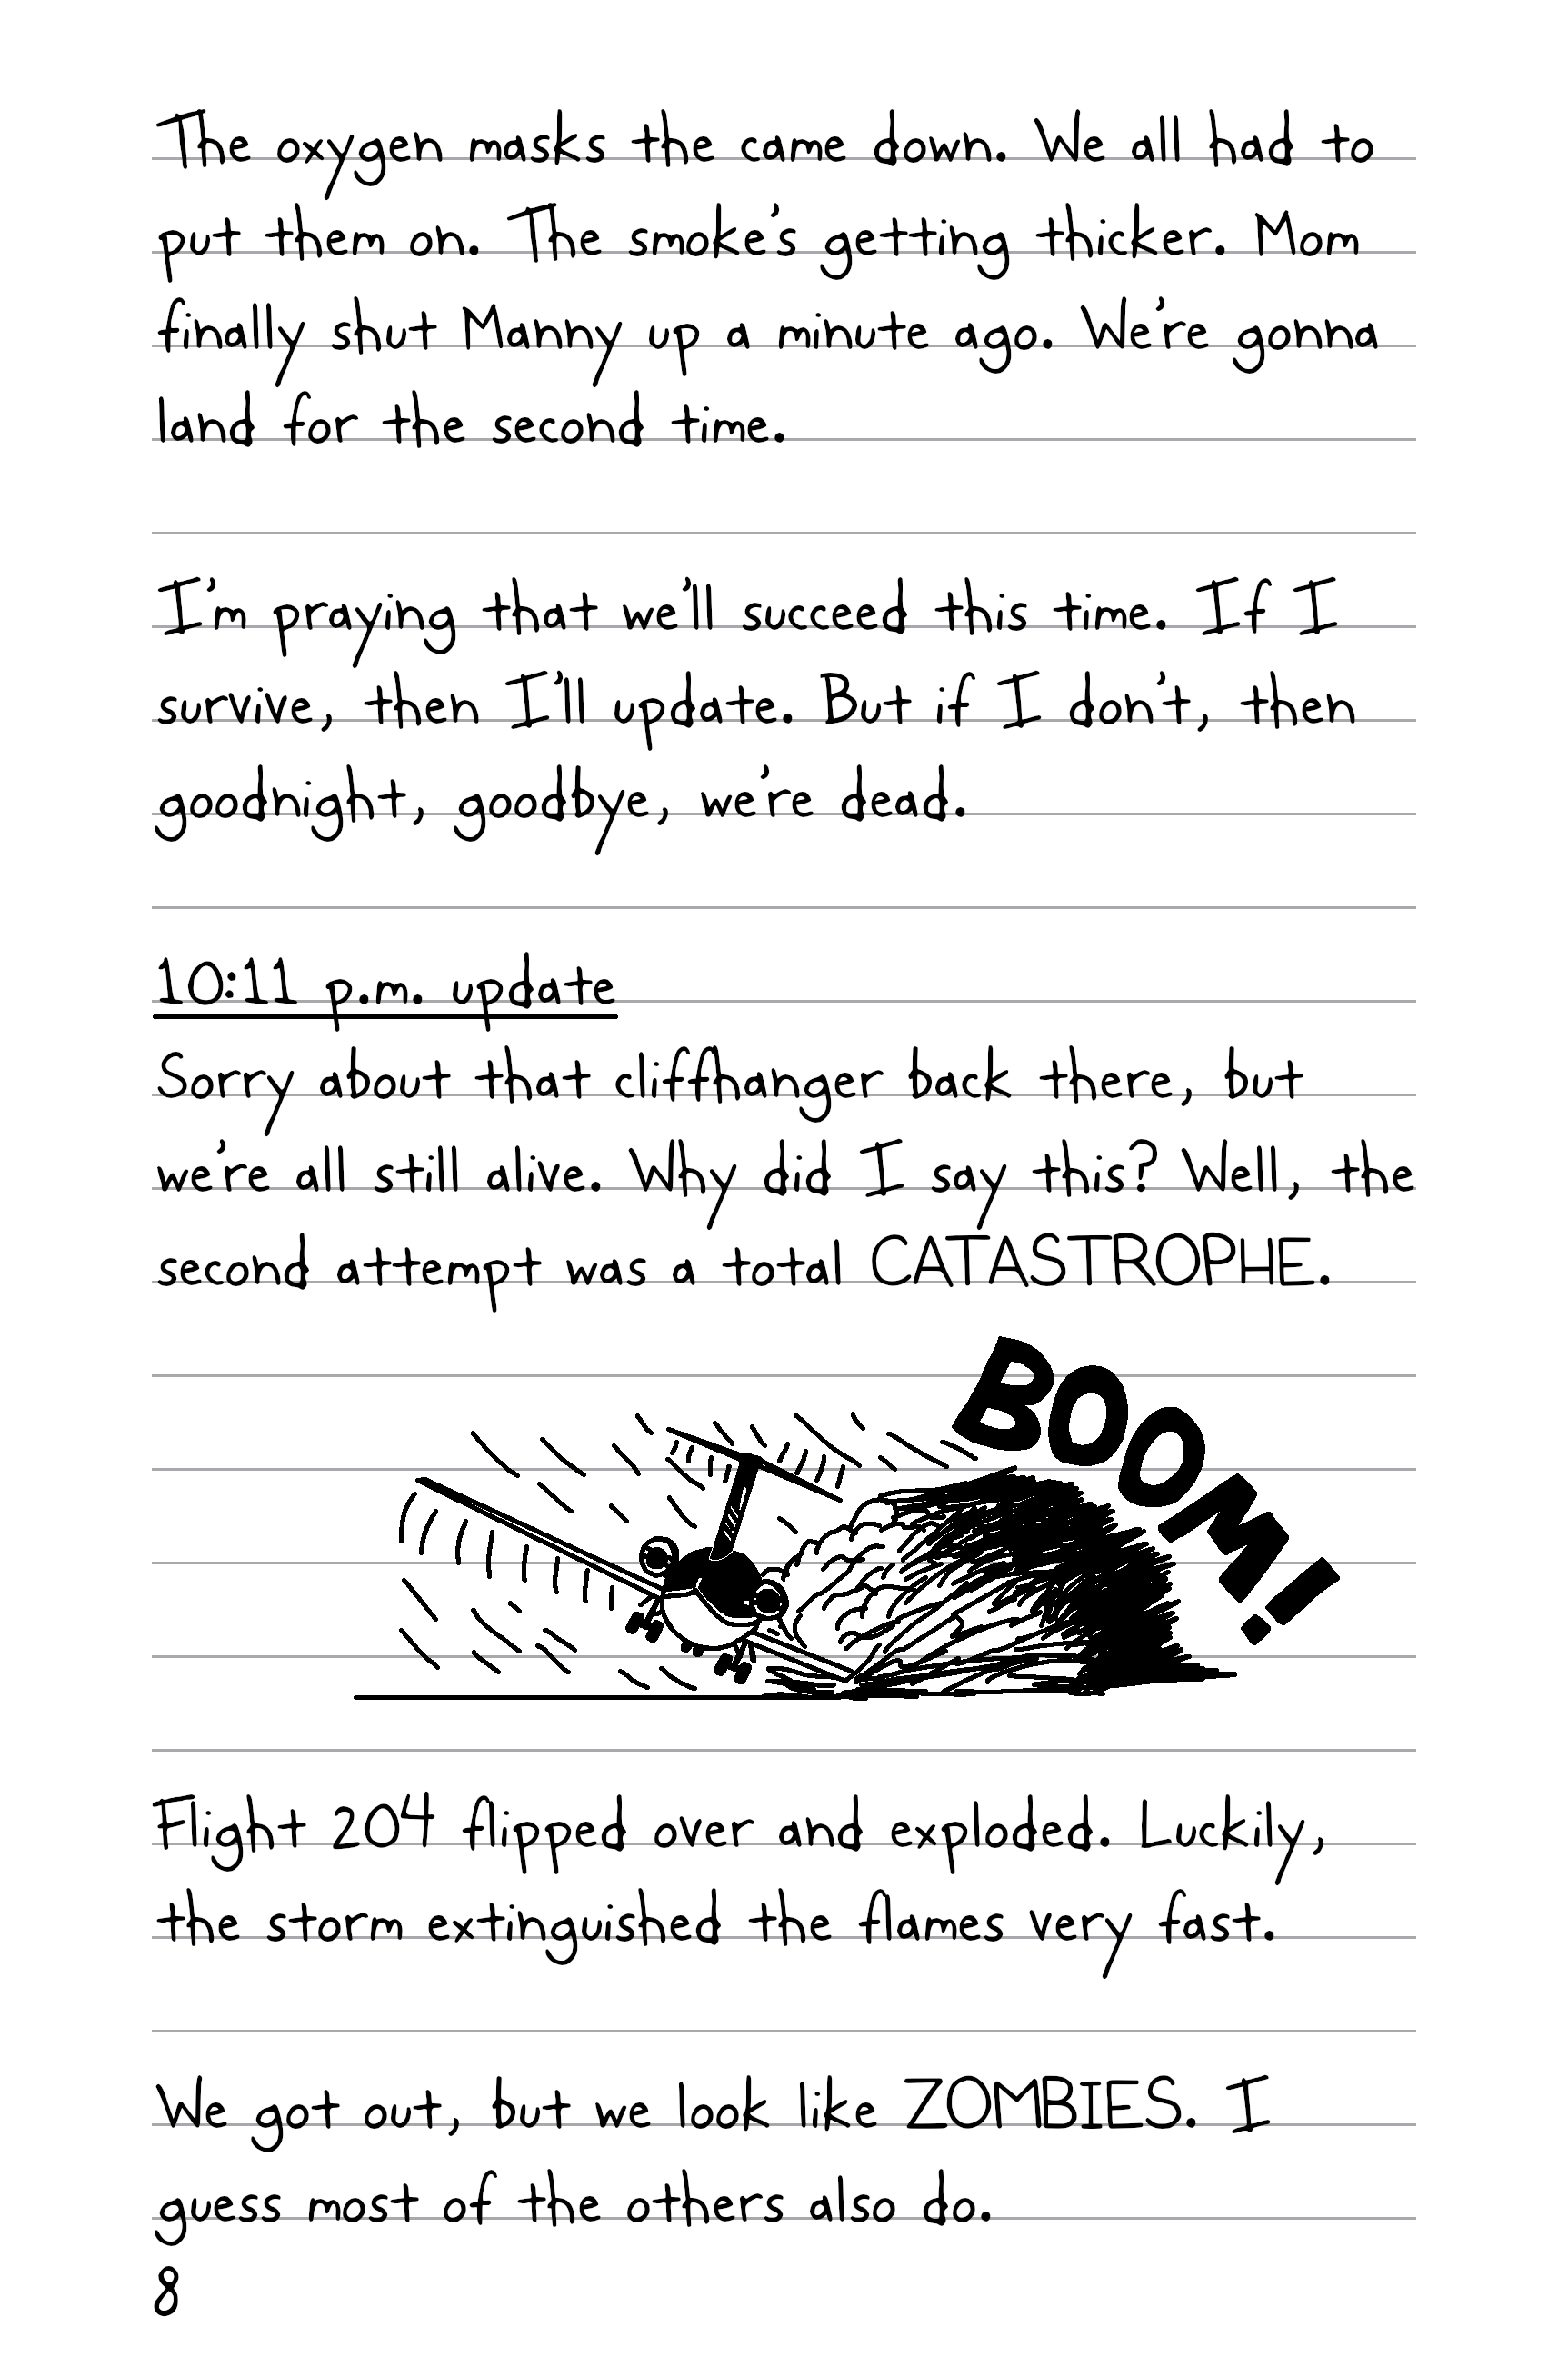 The oxygen masks the came down. We all had to
put them on. The smoke's getting thicker. Mom
finally shut Manny up a minute ago. We're gonna
land for the second time.
I'm praying that we'll succeed this time. If I
survive, then I'll update. But if I don't, then
goodnight, goodbye, we're dead.
10:11 p.m. update
Sorry about that cliffhanger back there, but
we're all still alive. Why did I say this? Well, the
second attempt was a total CATASTROPHE.
BOOM!
Flight 204 flipped over and exploded. Luckily,
the storm extinguished the flames very fast.
We got out, but we look like ZOMBIES. I
guess most of the others also do.
8